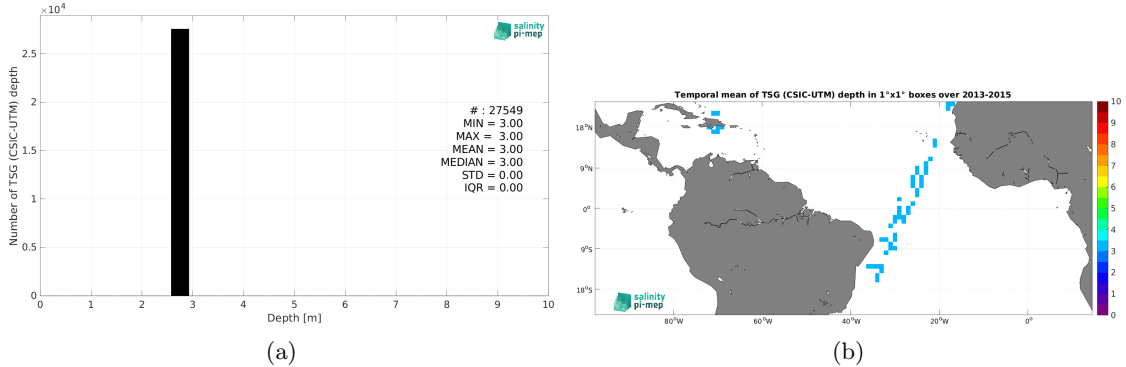 ×10⁴
2.5
2
1.5
1
0.5
0
Number of TSG (CSIC-UTM) depth
salinity
pi-mep
# : 27549
MIN = 3.00
MAX = 3.00
MEAN = 3.00
MEDIAN = 3.00
STD = 0.00
IQR = 0.00
0 1 2 3 4 5 6 7 8 9 10
Depth [m]
(a)
Temporal mean of TSG (CSIC-UTM) depth in 1°x1° boxes over 2013-2015
18°N
9°N
0°
9°S
18°S
salinity
pi-mep
80°W 60°W 40°W 20°W 0°
10
9
8
7
6
5
4
3
2
1
0
(b)